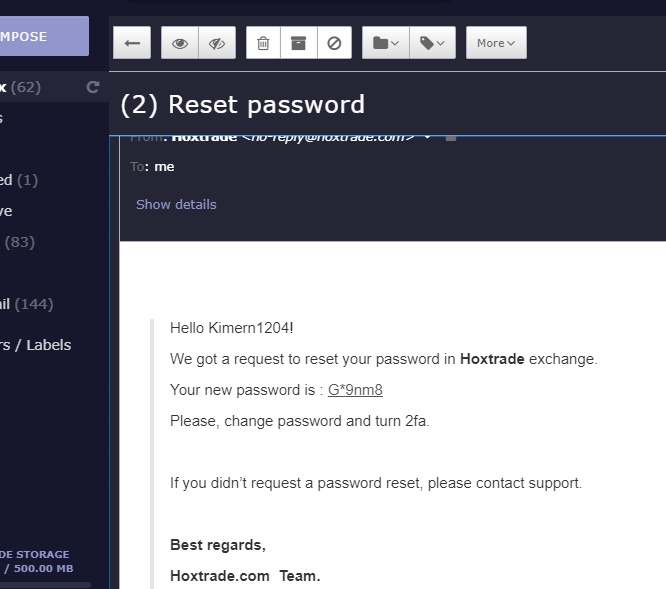 MPOSE
More
x (62)
(2) Reset password
s
From: Hoxtrade <no-reply@hoxtrade.com>
To: me
ed (1)
Show details
ve
(83)
il (144)
Hello Kimern1204!
rs / Labels
We got a request to reset your password in Hoxtrade exchange.
Your new password is : G*9nm8
Please, change password and turn 2fa.
If you didn’t request a password reset, please contact support.
Best regards,
DE STORAGE
/ 500.00 MB
Hoxtrade.com Team.